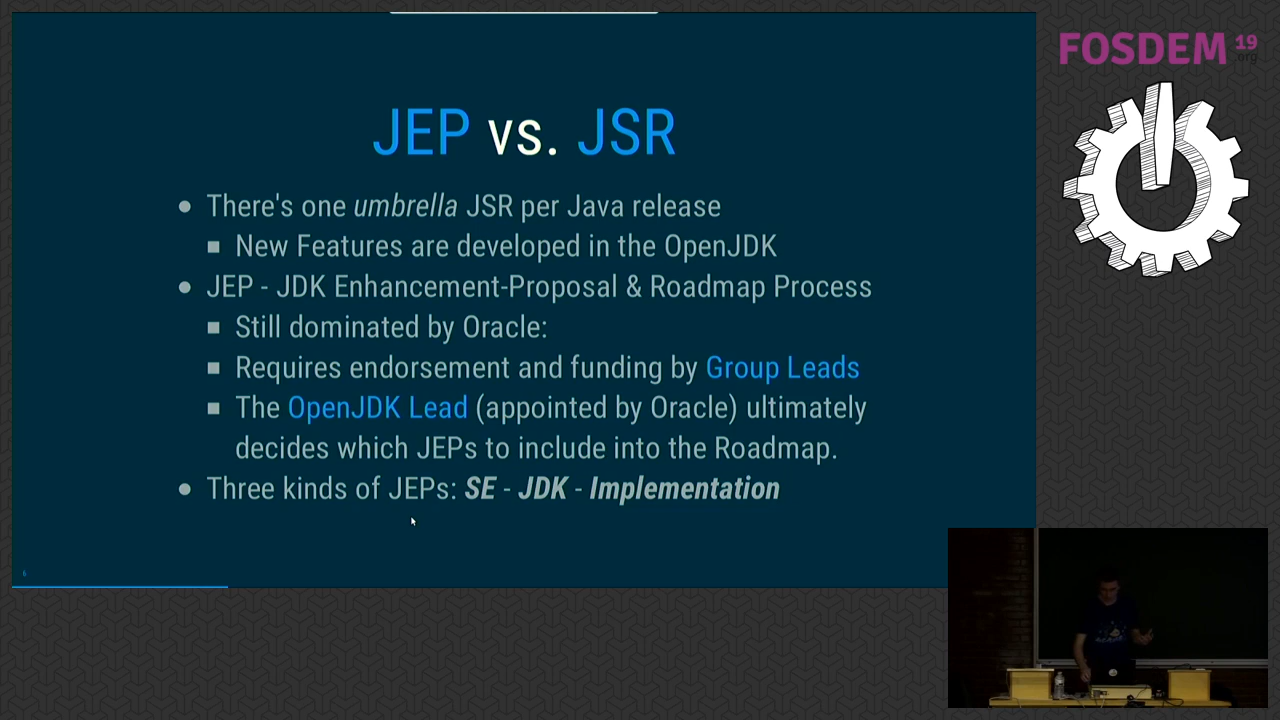 JEP vs. JSR
There's one umbrella JSR per Java release
New Features are developed in the OpenJDK
JEP - JDK Enhancement-Proposal & Roadmap Process
Still dominated by Oracle:
Requires endorsement and funding by Group Leads
The OpenJDK Lead (appointed by Oracle) ultimately
decides which JEPs to include into the Roadmap.
Three kinds of JEPs: SE - JDK - Implementation
6
FOSDEM 19
.org